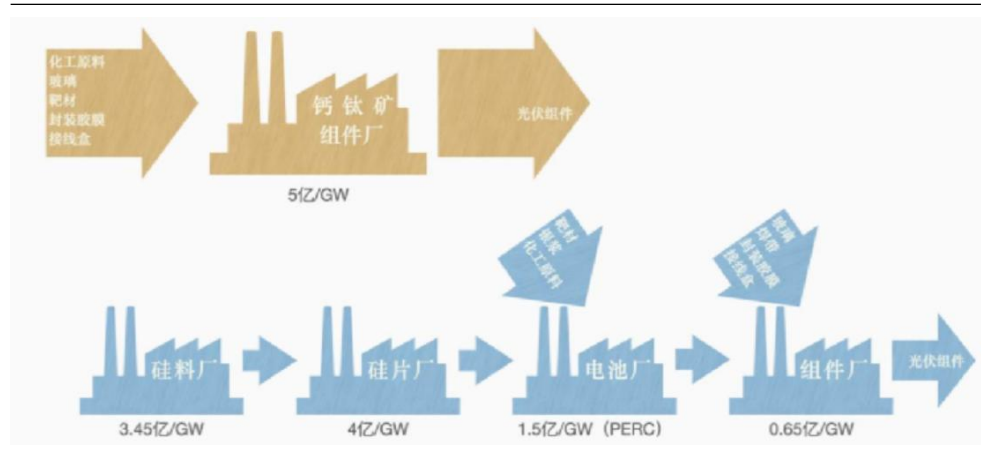 化工原料
玻璃
靶材
封装胶膜
接线盒
钙钛矿
组件厂
光伏组件
5亿/GW
靶材
银浆
化工原料
玻璃
焊带
封装胶膜
接线盒
硅料厂
硅片厂
电池厂
组件厂
光伏组件
3.45亿/GW
4亿/GW
1.5亿/GW（PERC）
0.65亿/GW